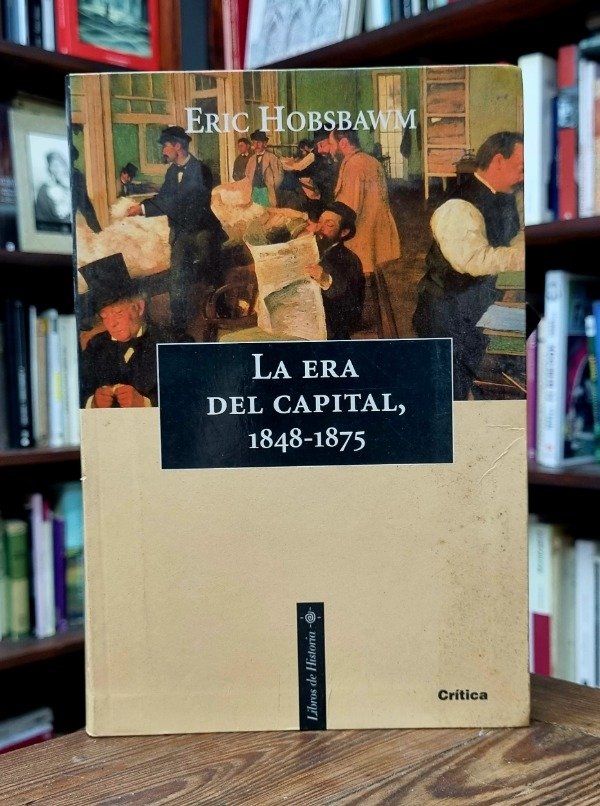 ERIC HOBSBAWM
LA ERA
DEL CAPITAL,
1848-1875
Libros de Historia
Crítica